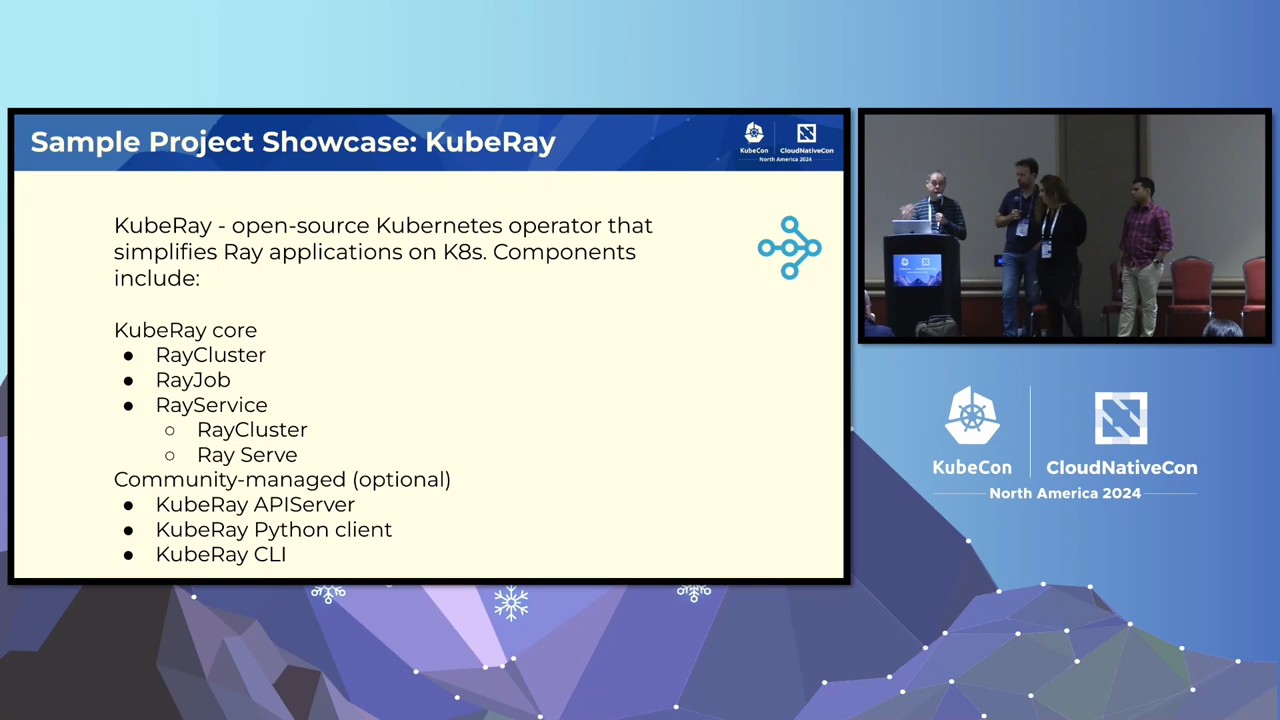 Sample Project Showcase: KubeRay
KubeCon
CloudNativeCon
North America 2024
KubeRay - open-source Kubernetes operator that
simplifies Ray applications on K8s. Components
include:
KubeRay core
● RayCluster
● RayJob
● RayService
○ RayCluster
○ Ray Serve
Community-managed (optional)
● KubeRay APIServer
● KubeRay Python client
● KubeRay CLI
KubeCon
CloudNativeCon
North America 2024